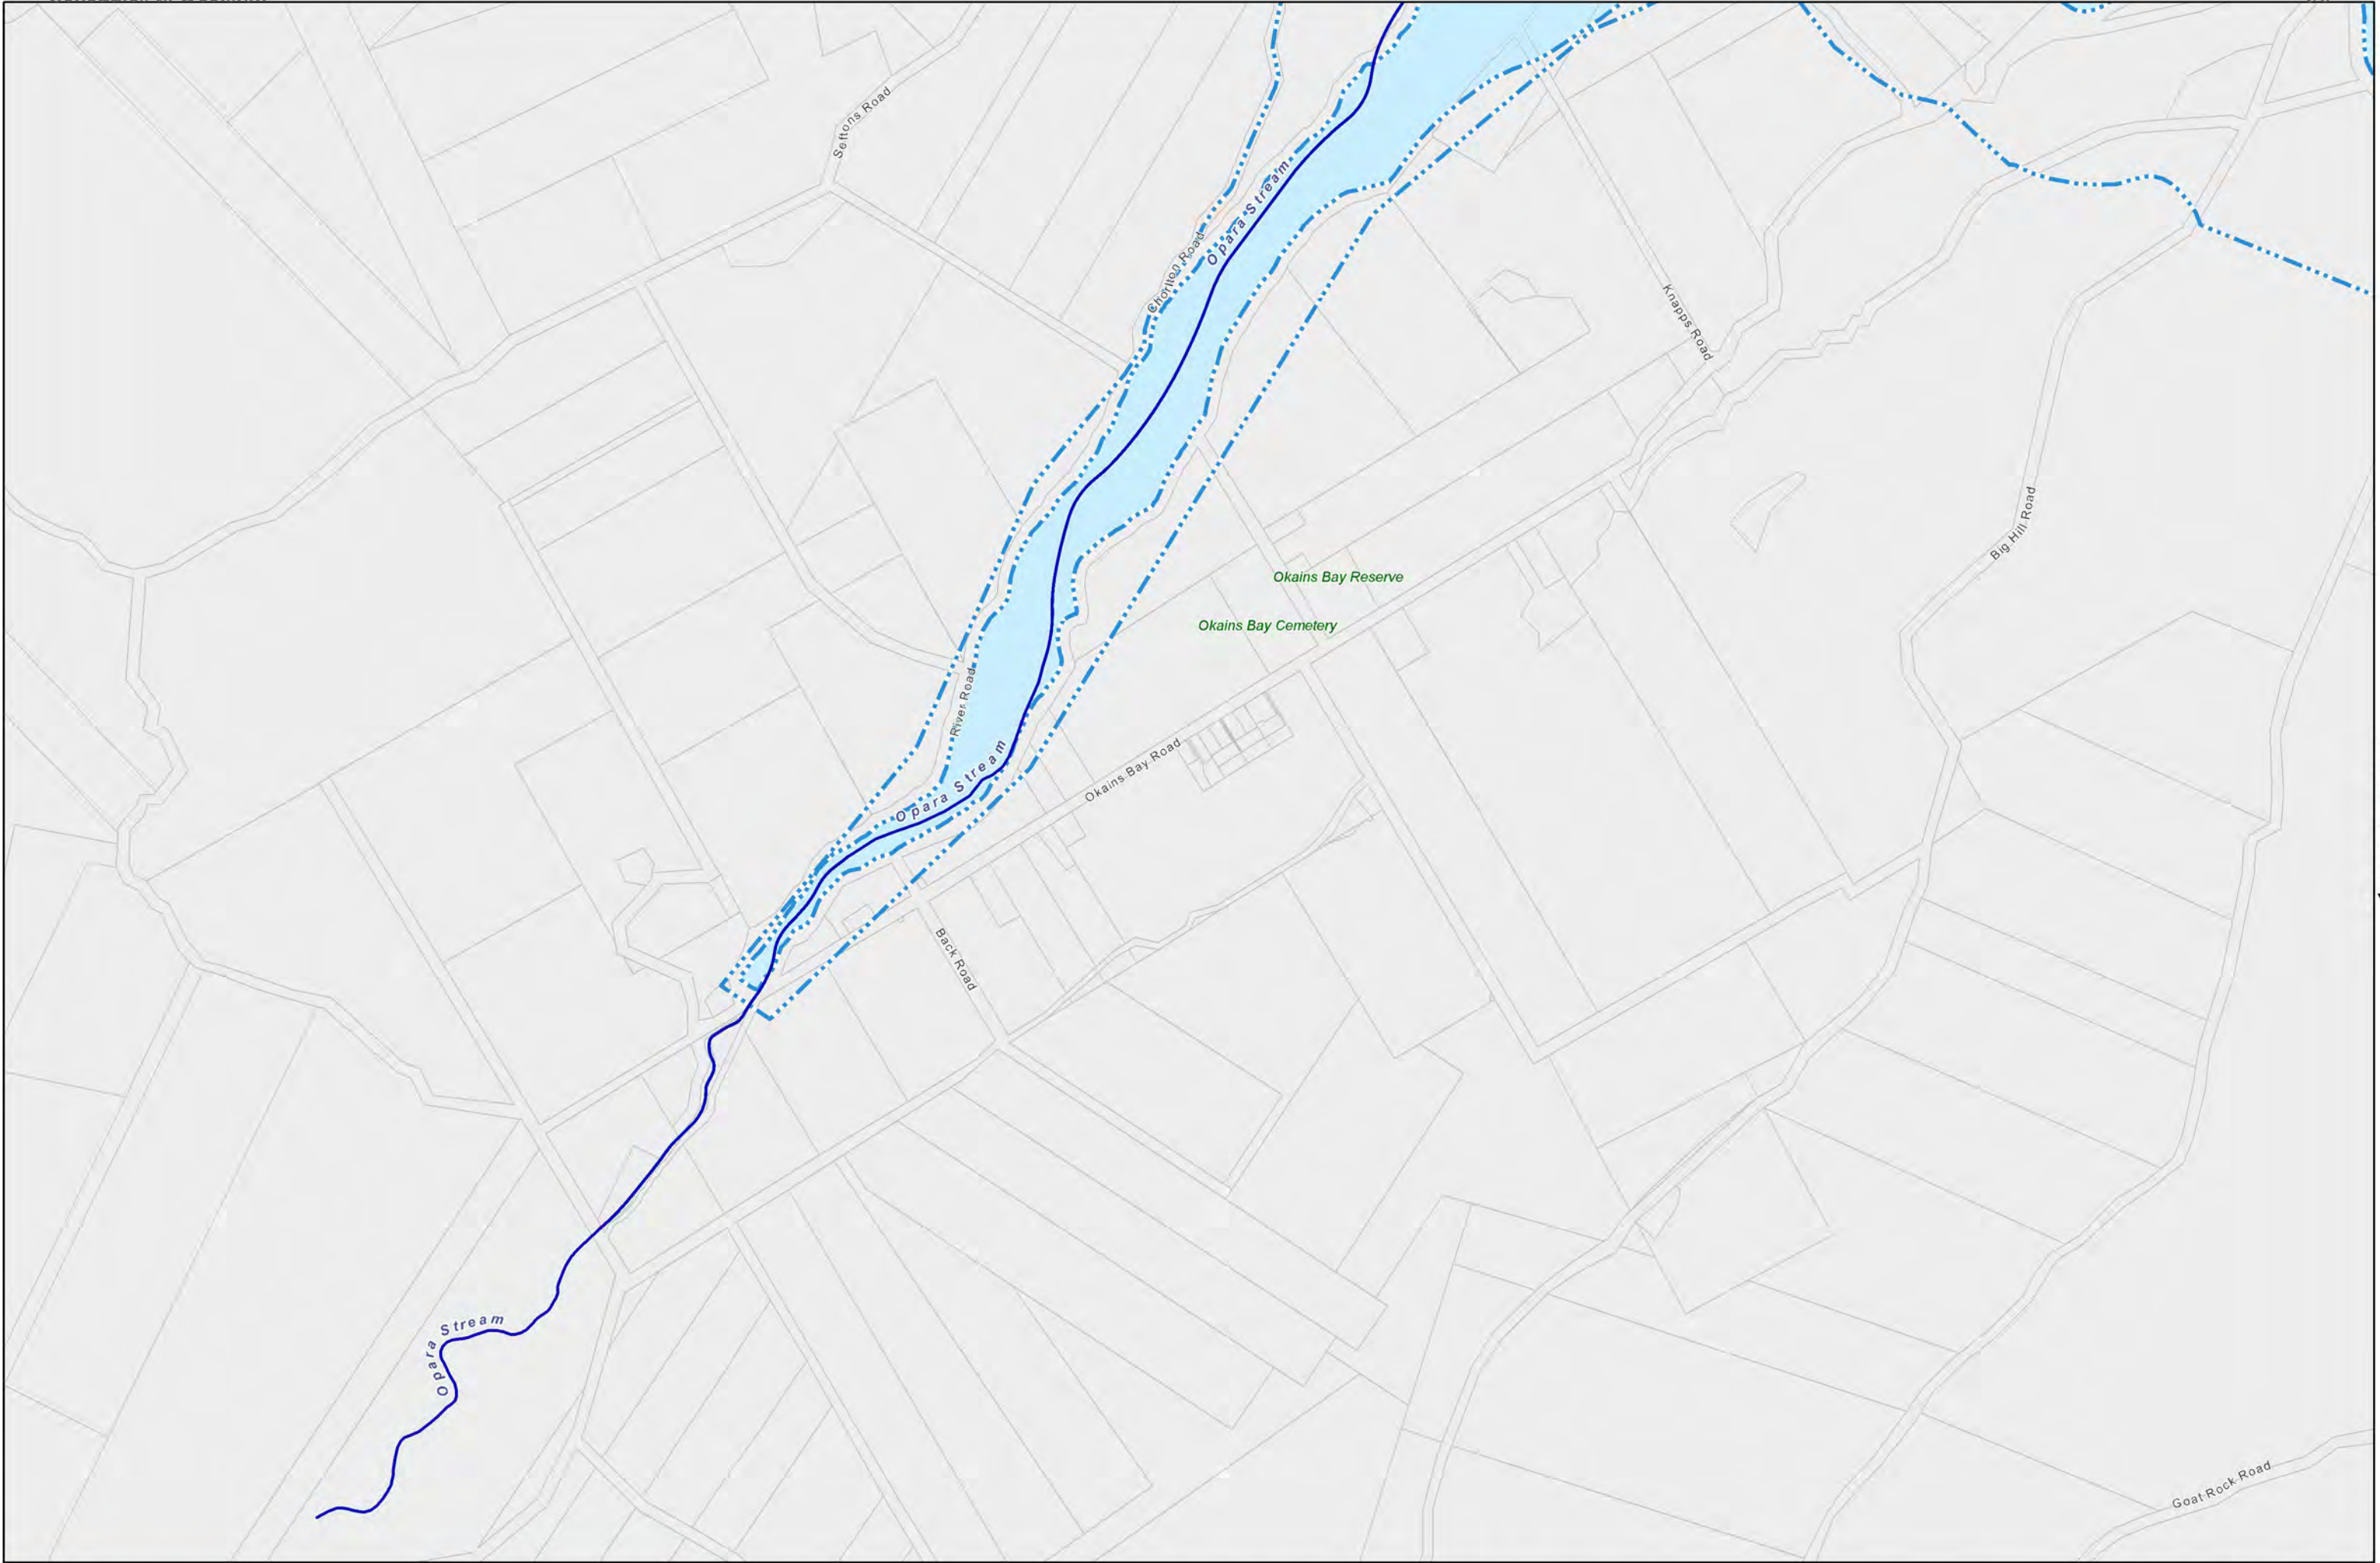 Seftons Road
Opara Stream
Chorlton Road
Knapps Road
Big Hill Road
Okains Bay Reserve
Okains Bay Cemetery
River Road
Okains Bay Road
Opara Stream
Back Road
Opara Stream
Goat Rock Road